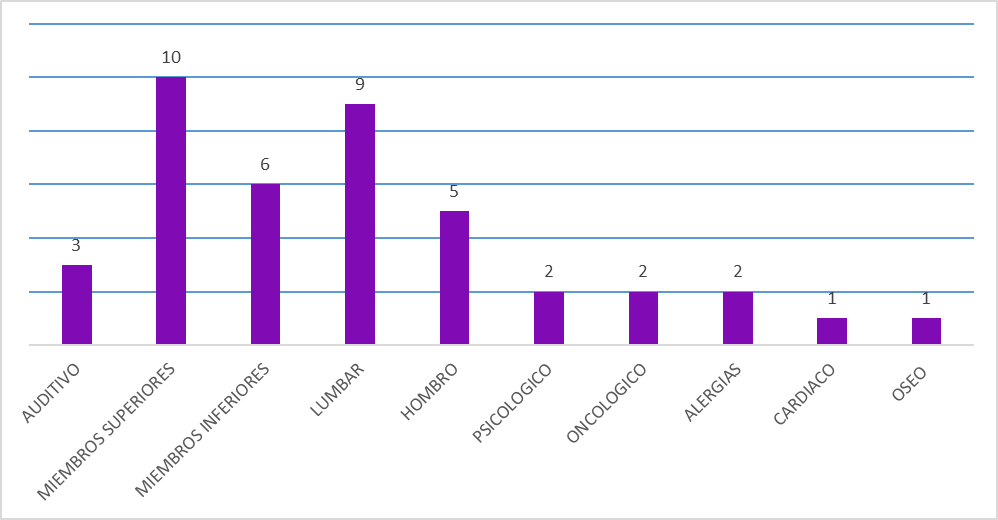 10
9
6
5
3
2
2
2
1
1
AUDITIVO
MIEMBROS SUPERIORES
MIEMBROS INFERIORES
LUMBAR
HOMBRO
PSICOLOGICO
ONCOLOGICO
ALERGIAS
CARDIACO
OSEO